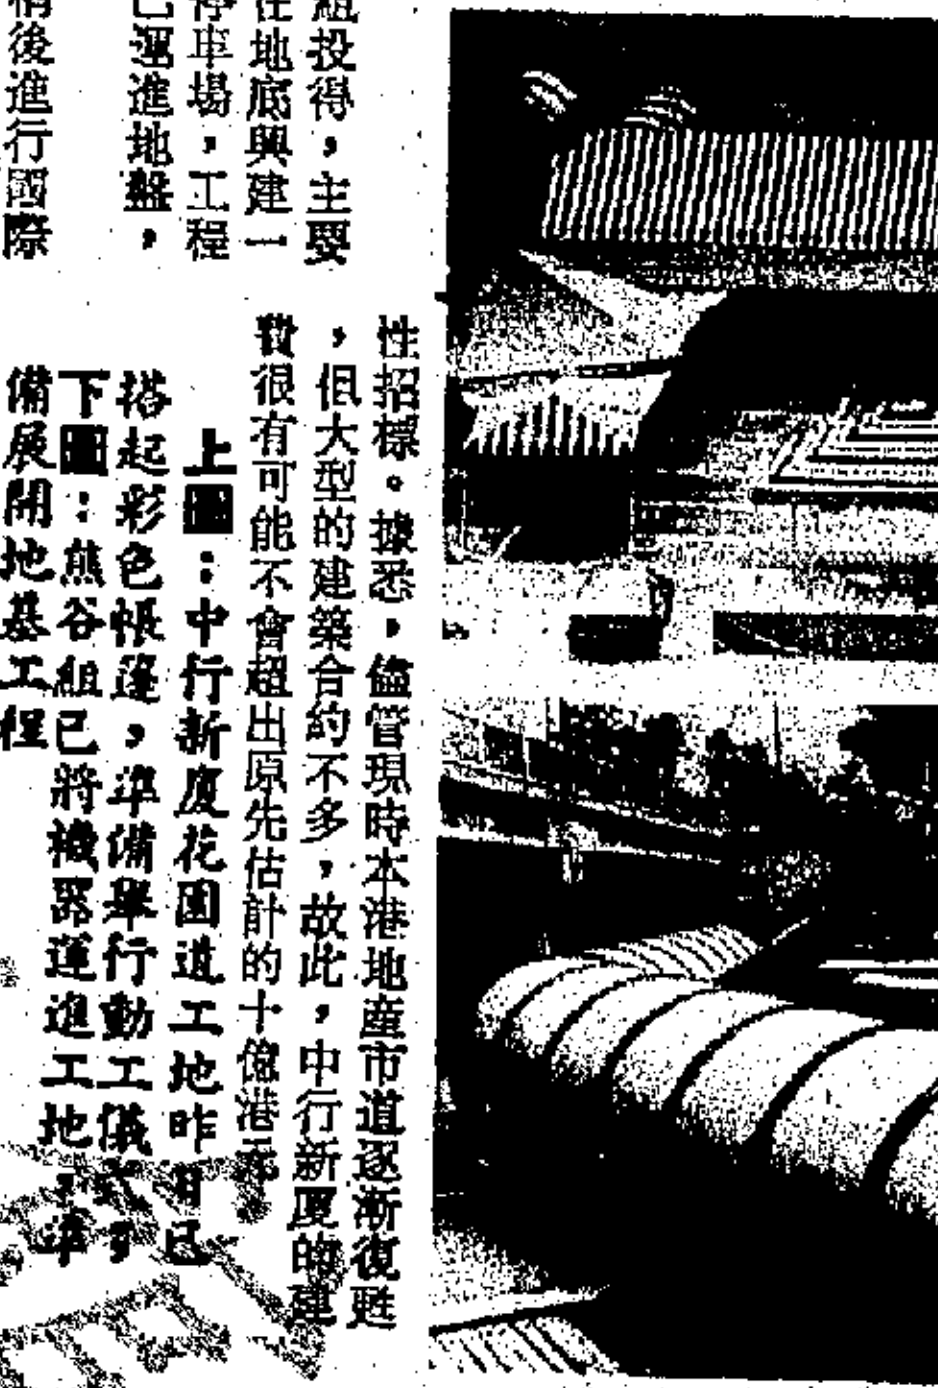 組投得，主要
在地底興建一
停車場，工程
已運進地盤，
稍後進行國際
性招標。據悉，儘管現時本港地產市道逐漸復甦
，但大型的建築合約不多，故此，中行新厦的建
費很有可能不會超出原先估計的十億港元。
上圖：中行新厦花園道工地昨日已
搭起彩色帳篷，準備舉行動工儀式，
下圖：熊谷組已將機器運進工地，準
備展開地基工程